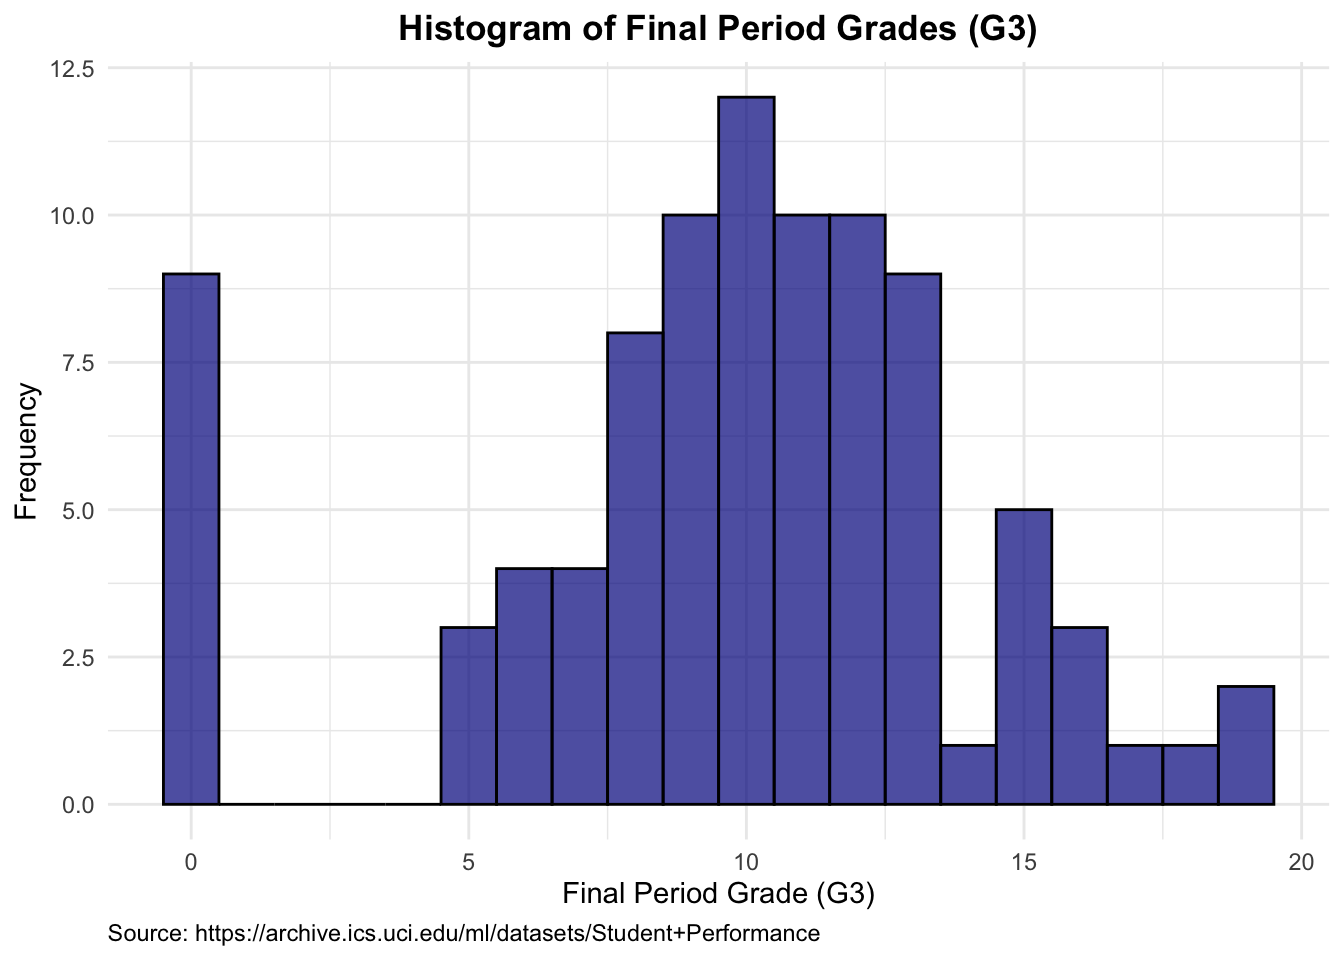 Histogram of Final Period Grades (G3)
12.5
10.0
7.5
5.0
2.5
0.0
Frequency
0 5 10 15 20
Final Period Grade (G3)
Source: https://archive.ics.uci.edu/ml/datasets/Student+Performance